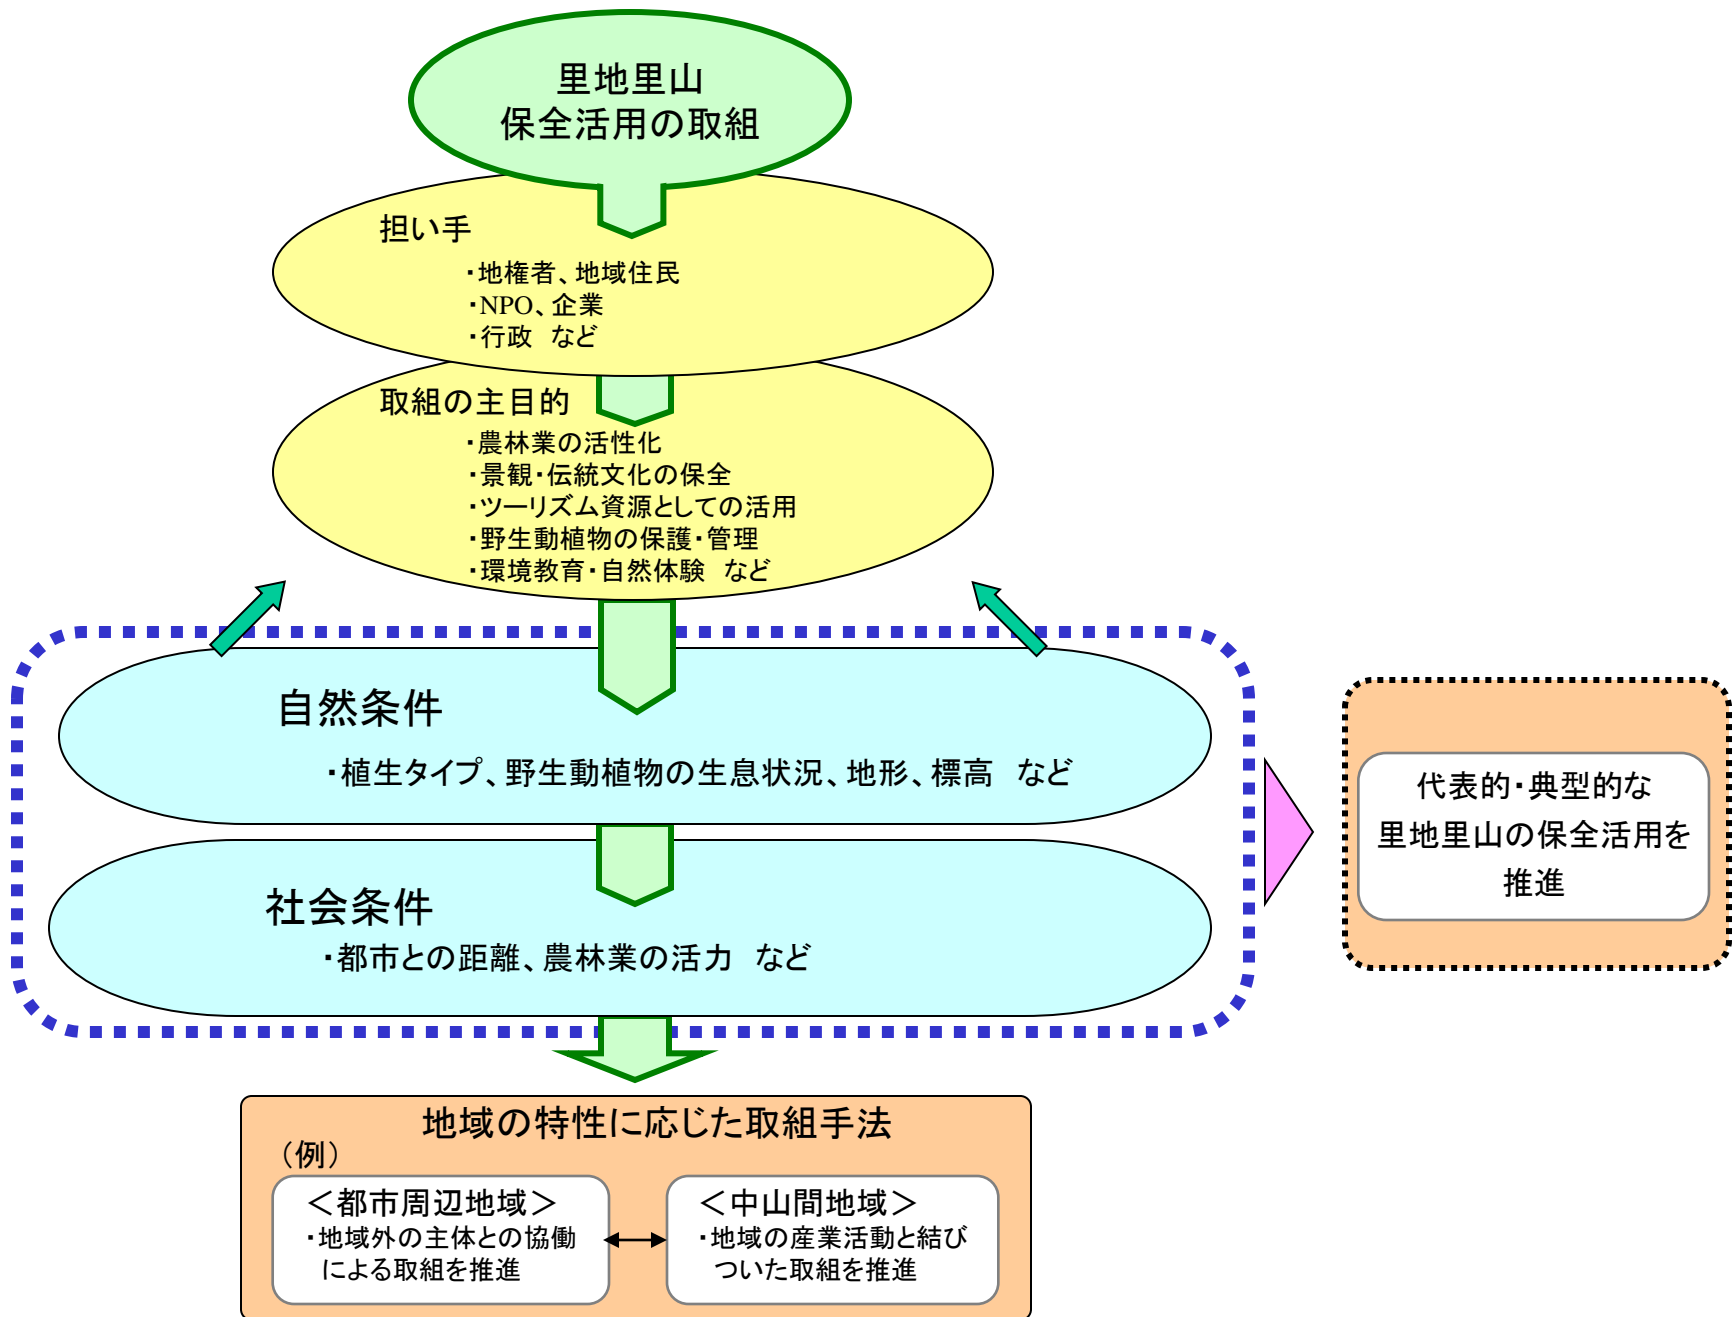 里地里山
保全活用の取組
担い手
・地権者、地域住民
・NPO、企業
・行政　など
取組の主目的
・農林業の活性化
・景観・伝統文化の保全
・ツーリズム資源としての活用
・野生動植物の保護・管理
・環境教育・自然体験　など
自然条件
・植生タイプ、野生動植物の生息状況、地形、標高　など
社会条件
・都市との距離、農林業の活力　など
代表的・典型的な
里地里山の保全活用を
推進
地域の特性に応じた取組手法
（例）
＜都市周辺地域＞
・地域外の主体との協働
による取組を推進
＜中山間地域＞
・地域の産業活動と結び
ついた取組を推進